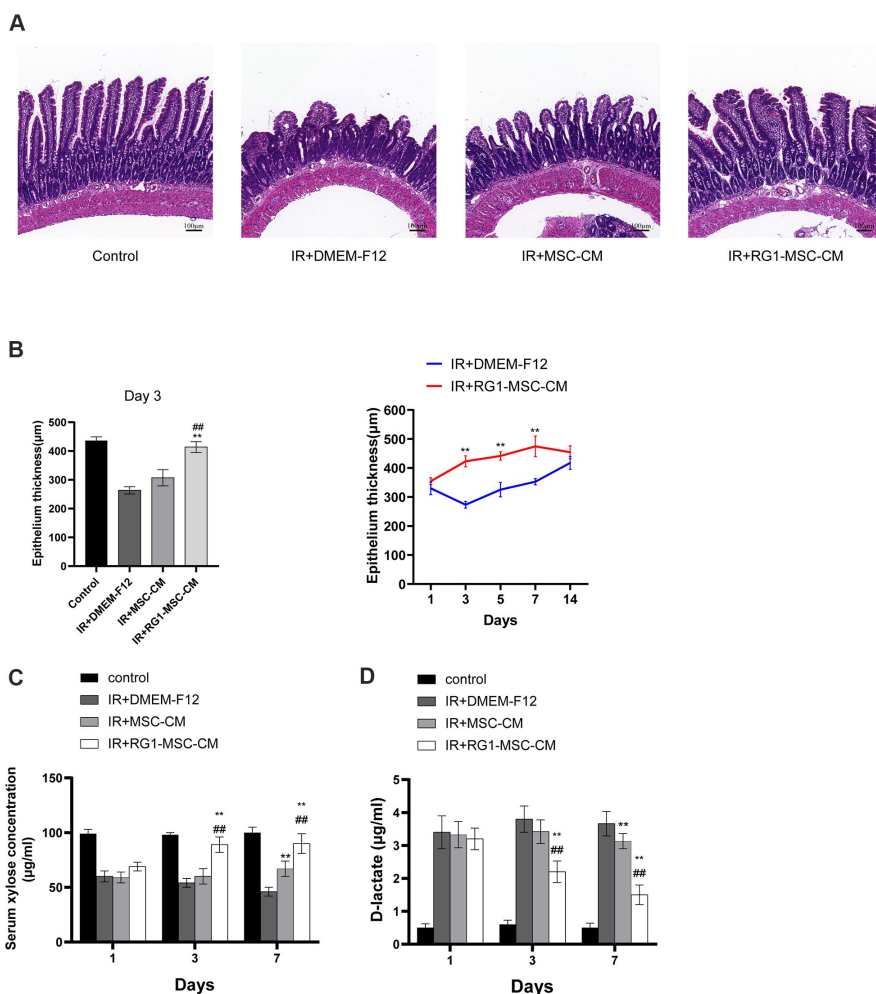 A
100μm
100μm
100μm
100μm
Control
IR+DMEM-F12
IR+MSC-CM
IR+RG1-MSC-CM
B
Day 3
Epithelium thickness(μm)
500
400
300
200
100
0
##
**
Control
IR+DMEM-F12
IR+MSC-CM
IR+RG1-MSC-CM
IR+DMEM-F12
IR+RG1-MSC-CM
Epithelium thickness(μm)
600
500
400
300
200
100
0
**
**
**
1 3 5 7 14
Days
C
control
IR+DMEM-F12
IR+MSC-CM
IR+RG1-MSC-CM
Serum xylose concentration
(μg/ml)
150
100
50
0
**
##
**
**
##
1 3 7
Days
D
control
IR+DMEM-F12
IR+MSC-CM
IR+RG1-MSC-CM
D-lactate (μg/ml)
5
4
3
2
1
0
**
##
**
**
##
1 3 7
Days